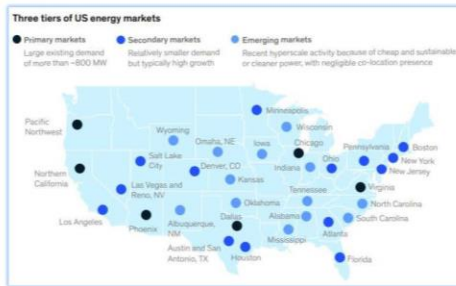 Three tiers of US energy markets
Primary markets
Large existing demand
of more than ~800 MW
Secondary markets
Relatively smaller demand
but typically high growth
Emerging markets
Recent hyperscale activity because of cheap and sustainable
or cleaner power, with negligible co-location presence
Minneapolis
Pacific
Northwest
Wyoming
Wisconsin
Omaha, NE
Iowa
Chicago
Pennsylvania
Boston
New York
New Jersey
Salt Lake
City
Denver, CO
Indiana
Ohio
Northern
California
Kansas
Virginia
Las Vegas and
Reno, NV
Tennessee
Oklahoma
North Carolina
Los Angeles
Phoenix
Albuquerque,
NM
Dallas
Alabama
Atlanta
South Carolina
Mississippi
Austin and San
Antonio, TX
Houston
Florida